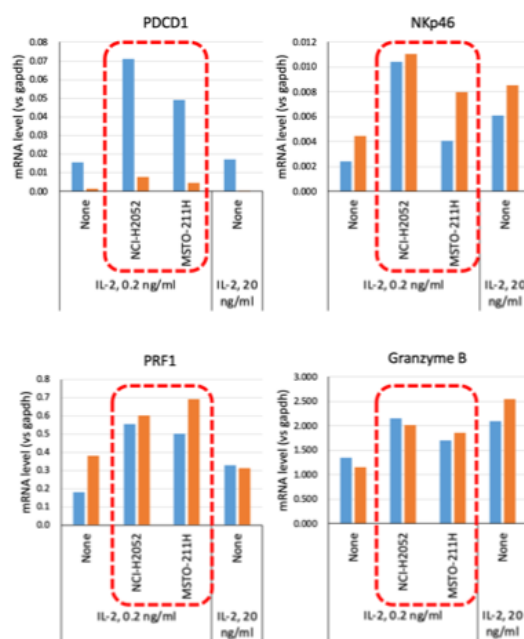 PDCD1
mRNA level (vs gapdh)
0.08
0.07
0.06
0.05
0.04
0.03
0.02
0.01
0.00
None
NCI-H2052
MSTO-211H
None
IL-2, 0.2 ng/ml
IL-2, 20
ng/ml
NKp46
mRNA level (vs gapdh)
0.012
0.010
0.008
0.006
0.004
0.002
0.000
None
NCI-H2052
MSTO-211H
None
IL-2, 0.2 ng/ml
IL-2, 20
ng/ml
PRF1
mRNA level (vs gapdh)
0.8
0.7
0.6
0.5
0.4
0.3
0.2
0.1
0.0
None
NCI-H2052
MSTO-211H
None
IL-2, 0.2 ng/ml
IL-2, 20
ng/ml
Granzyme B
mRNA level (vs gapdh)
3.000
2.500
2.000
1.500
1.000
0.500
0.000
None
NCI-H2052
MSTO-211H
None
IL-2, 0.2 ng/ml
IL-2, 20
ng/ml